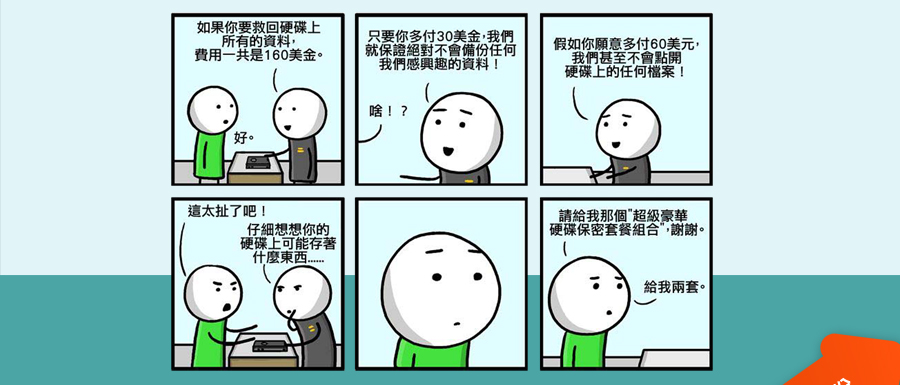 如果你要救回硬碟上
所有的資料，
費用一共是160美金。
好。
只要你多付30美金，我們
就保證絕對不會備份任何
我們感興趣的資料！
啥！？
假如你願意多付60美元，
我們甚至不會點開
硬碟上的任何檔案！
這太扯了吧！
仔細想想你的
硬碟上可能存著
什麼東西......
請給我那個"超級豪華
硬碟保密套餐組合"，謝謝。
給我兩套。